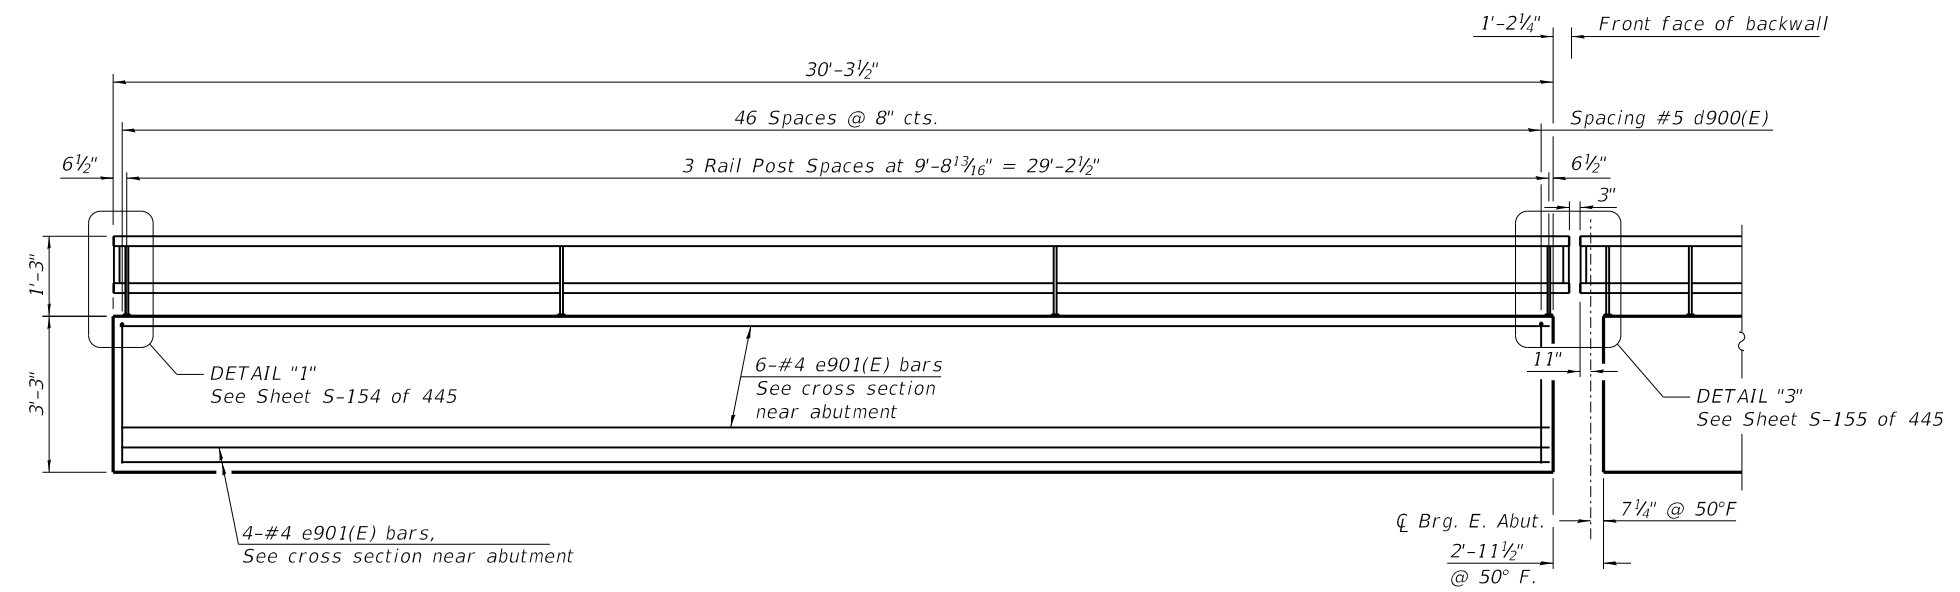 1'-2¼"
Front face of backwall
30'-3½"
46 Spaces @ 8" cts.
Spacing #5 d900(E)
6½"
3 Rail Post Spaces at 9'-8¹³⁄₁₆" = 29'-2½"
6½"
3"
1'-3"
3'-3"
11"
DETAIL "1"
See Sheet S-154 of 445
6-#4 e901(E) bars
See cross section
near abutment
DETAIL "3"
See Sheet S-155 of 445
4-#4 e901(E) bars,
See cross section near abutment
℄ Brg. E. Abut.
7¼" @ 50°F
2'-11½"
@ 50° F.